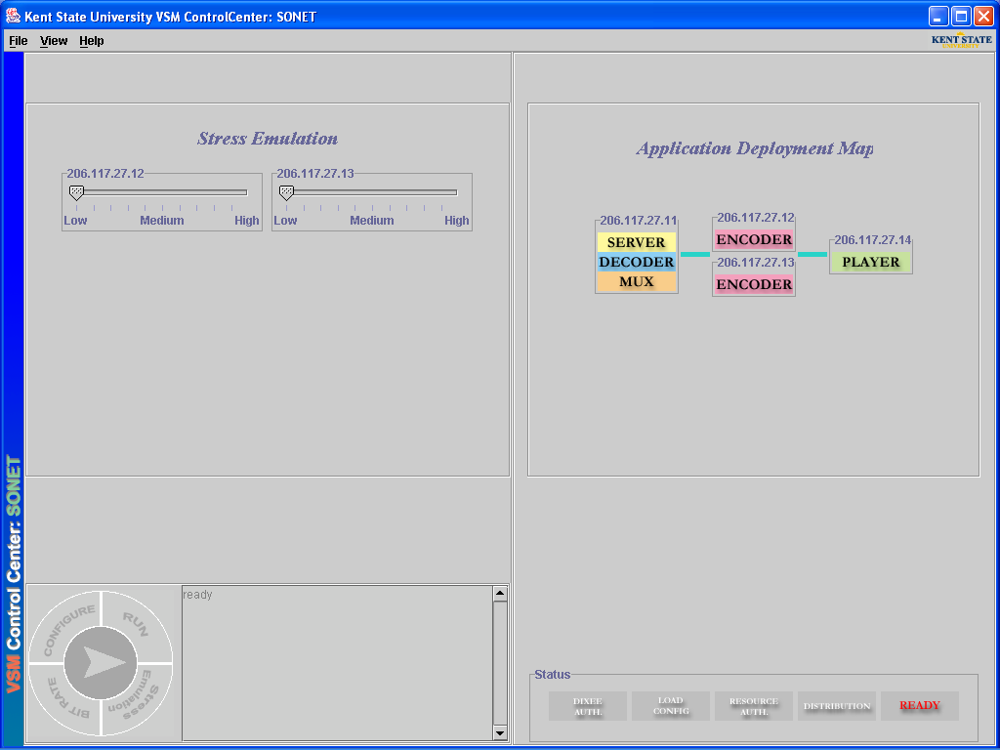 Kent State University VSM ControlCenter: SONET
File View Help
KENT STATE
UNIVERSITY
Stress Emulation
206.117.27.12
Low Medium High
206.117.27.13
Low Medium High
Application Deployment Map
206.117.27.11
SERVER
DECODER
MUX
206.117.27.12
ENCODER
206.117.27.13
ENCODER
206.117.27.14
PLAYER
VSM Control Center: SONET
CONFIGURE
RUN
BIT RATE
Stress
Emulation
ready
Status
DIXEE
AUTH.
LOAD
CONFIG
RESOURCE
AUTH.
DISTRIBUTION
READY